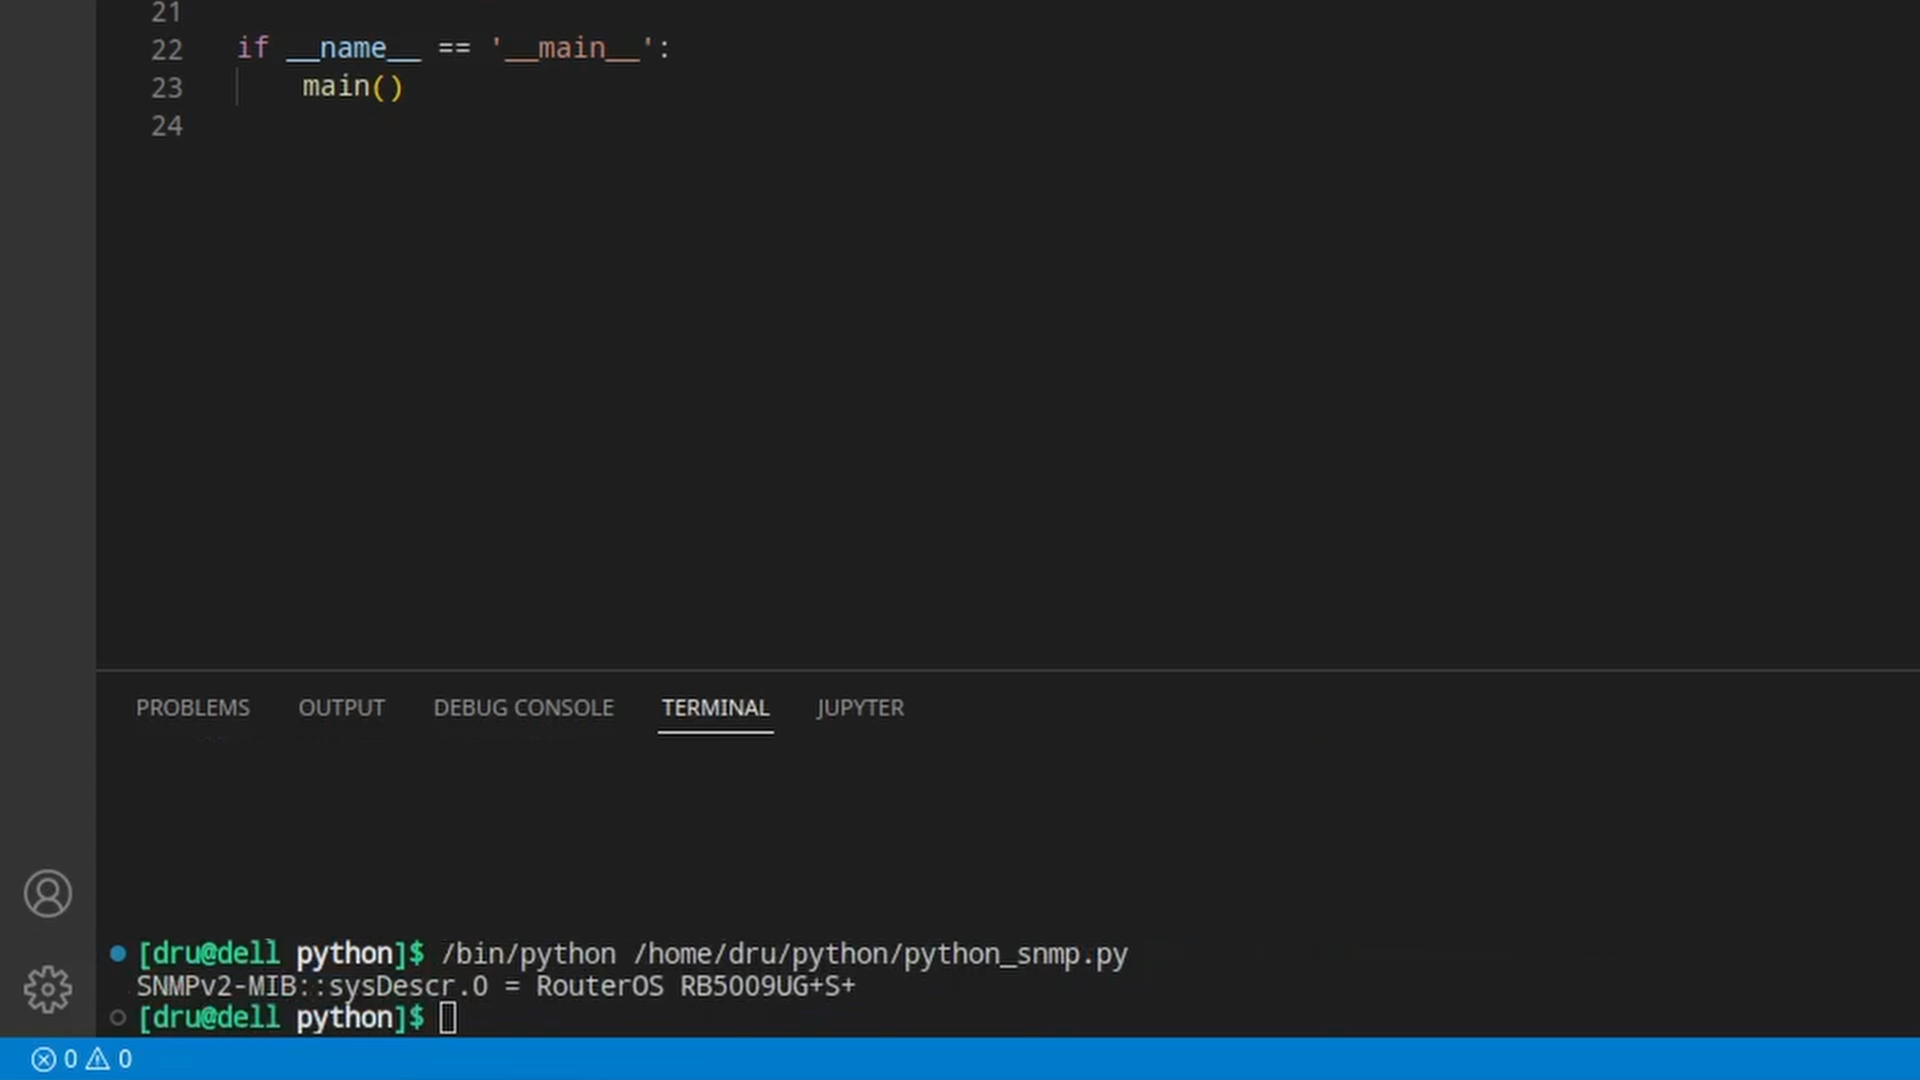 21
22 if __name__ == '__main__':
23 main()
24
PROBLEMS OUTPUT DEBUG CONSOLE TERMINAL JUPYTER
[dru@dell python]$ /bin/python /home/dru/python/python_snmp.py
SNMPv2-MIB::sysDescr.0 = RouterOS RB5009UG+S+
[dru@dell python]$
0 0